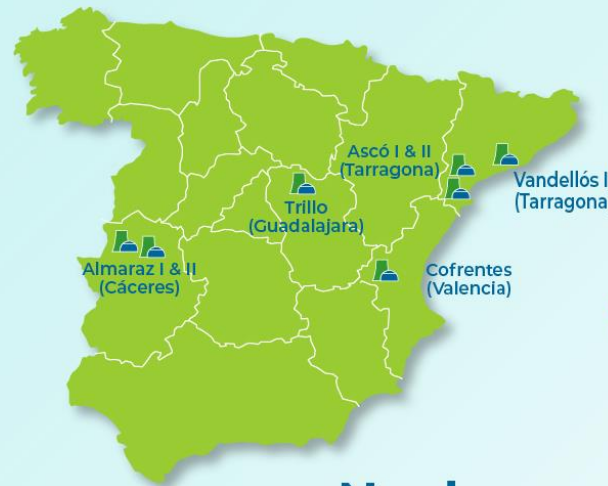 Ascó I & II
(Tarragona)
Vandellós I
(Tarragona
Trillo
(Guadalajara)
Almaraz I & II
(Cáceres)
Cofrentes
(Valencia)